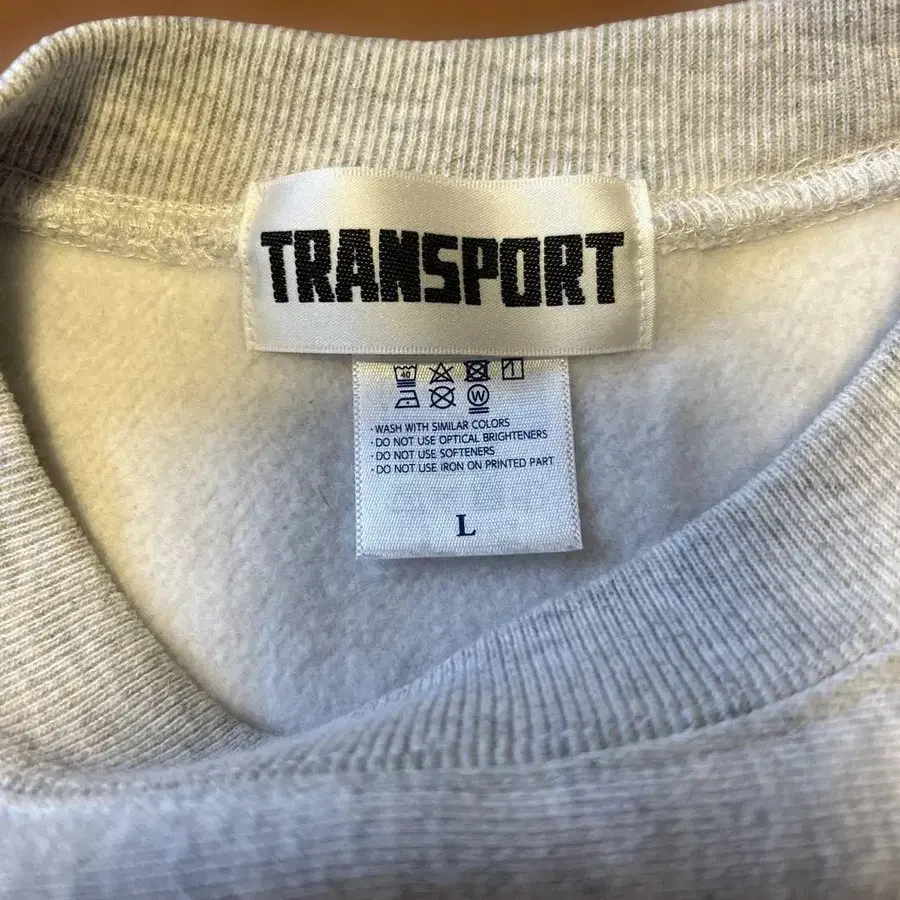 TRANSPORT
40
W
·WASH WITH SIMILAR COLORS
·DO NOT USE OPTICAL BRIGHTENERS
·DO NOT USE SOFTENERS
·DO NOT USE IRON ON PRINTED PART
L